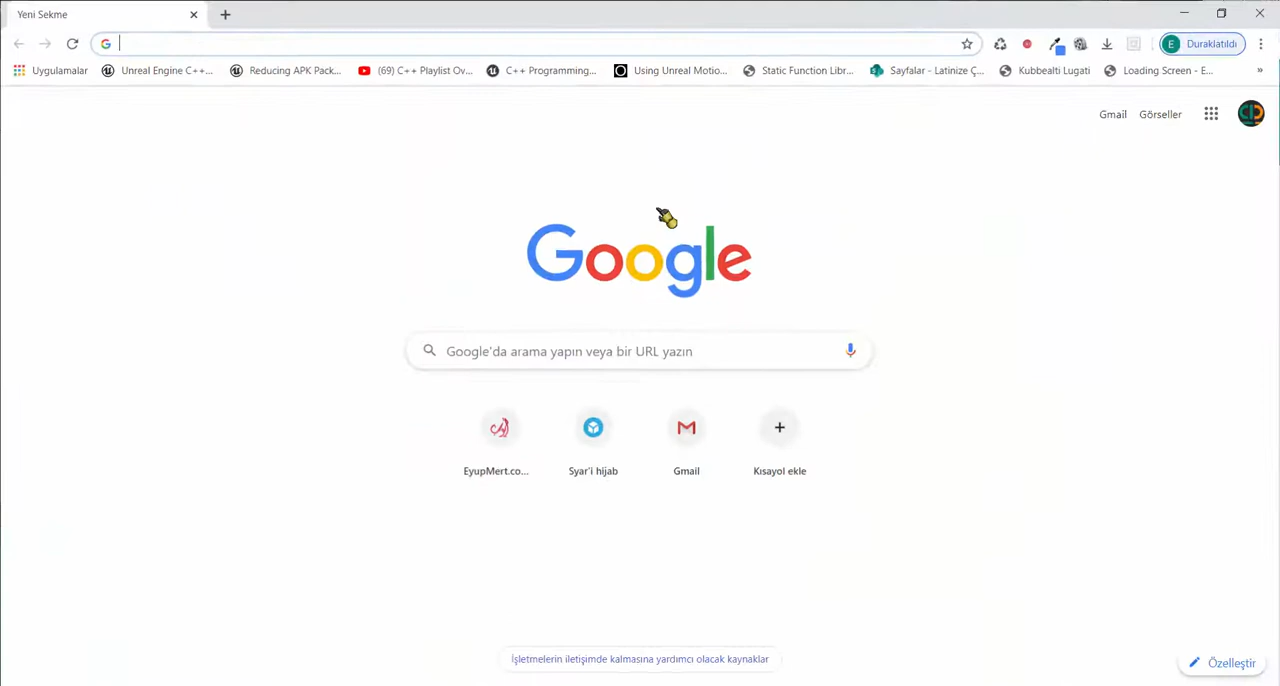 Yeni Sekme
Duraklatıldı
Uygulamalar Unreal Engine C++... Reducing APK Pack... (69) C++ Playlist Ov... C++ Programming,... Using Unreal Motio... Static Function Libr... Sayfalar - Latinize Ç... Kubbealti Lugati Loading Screen - E... »
Gmail Görseller
Google
Google'da arama yapın veya bir URL yazın
EyupMert.co... Syar'i hijab Gmail Kısayol ekle
İşletmelerin iletişimde kalmasına yardımcı olacak kaynaklar
Özelleştir